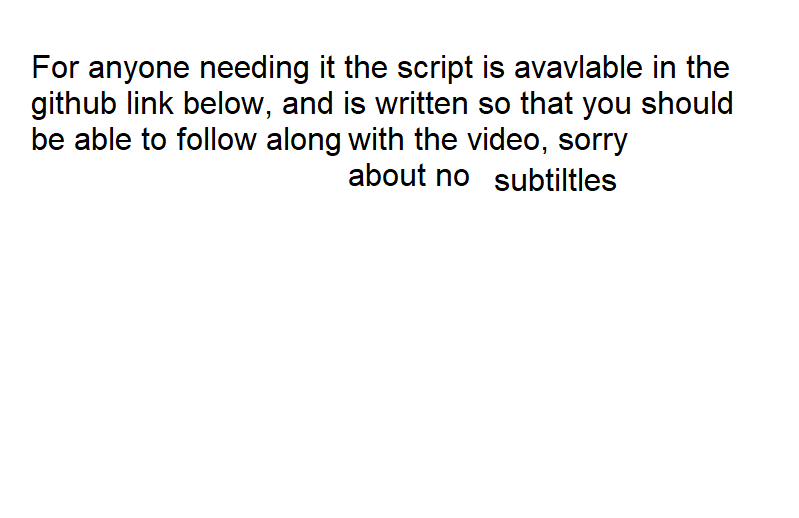 For anyone needing it the script is avavlable in the
github link below, and is written so that you should
be able to follow along with the video, sorry
about no subtiltles